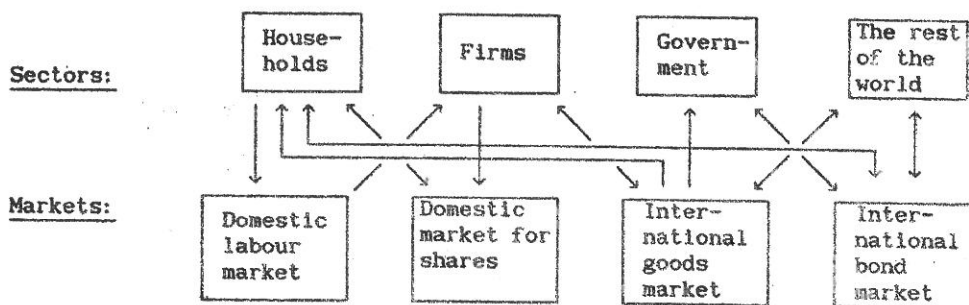 Sectors:
House-
holds
Firms
Govern-
ment
The rest
of the
world
Markets:
Domestic
labour
market
Domestic
market for
shares
Inter-
national
goods
market
Inter-
national
bond
market